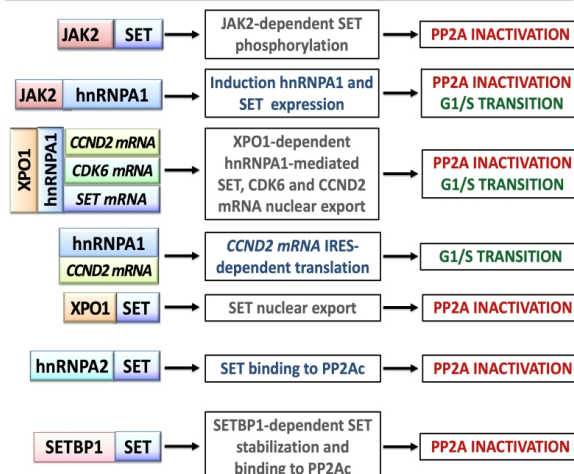 JAK2 SET
JAK2-dependent SET
phosphorylation
PP2A INACTIVATION
JAK2 hnRNPA1
Induction hnRNPA1 and
SET expression
PP2A INACTIVATION
G1/S TRANSITION
XPO1
hnRNPA1
CCND2 mRNA
CDK6 mRNA
SET mRNA
XPO1-dependent
hnRNPA1-mediated
SET, CDK6 and CCND2
mRNA nuclear export
PP2A INACTIVATION
G1/S TRANSITION
hnRNPA1
CCND2 mRNA
CCND2 mRNA IRES-
dependent translation
G1/S TRANSITION
XPO1 SET
SET nuclear export
PP2A INACTIVATION
hnRNPA2 SET
SET binding to PP2Ac
PP2A INACTIVATION
SETBP1 SET
SETBP1-dependent SET
stabilization and
binding to PP2Ac
PP2A INACTIVATION